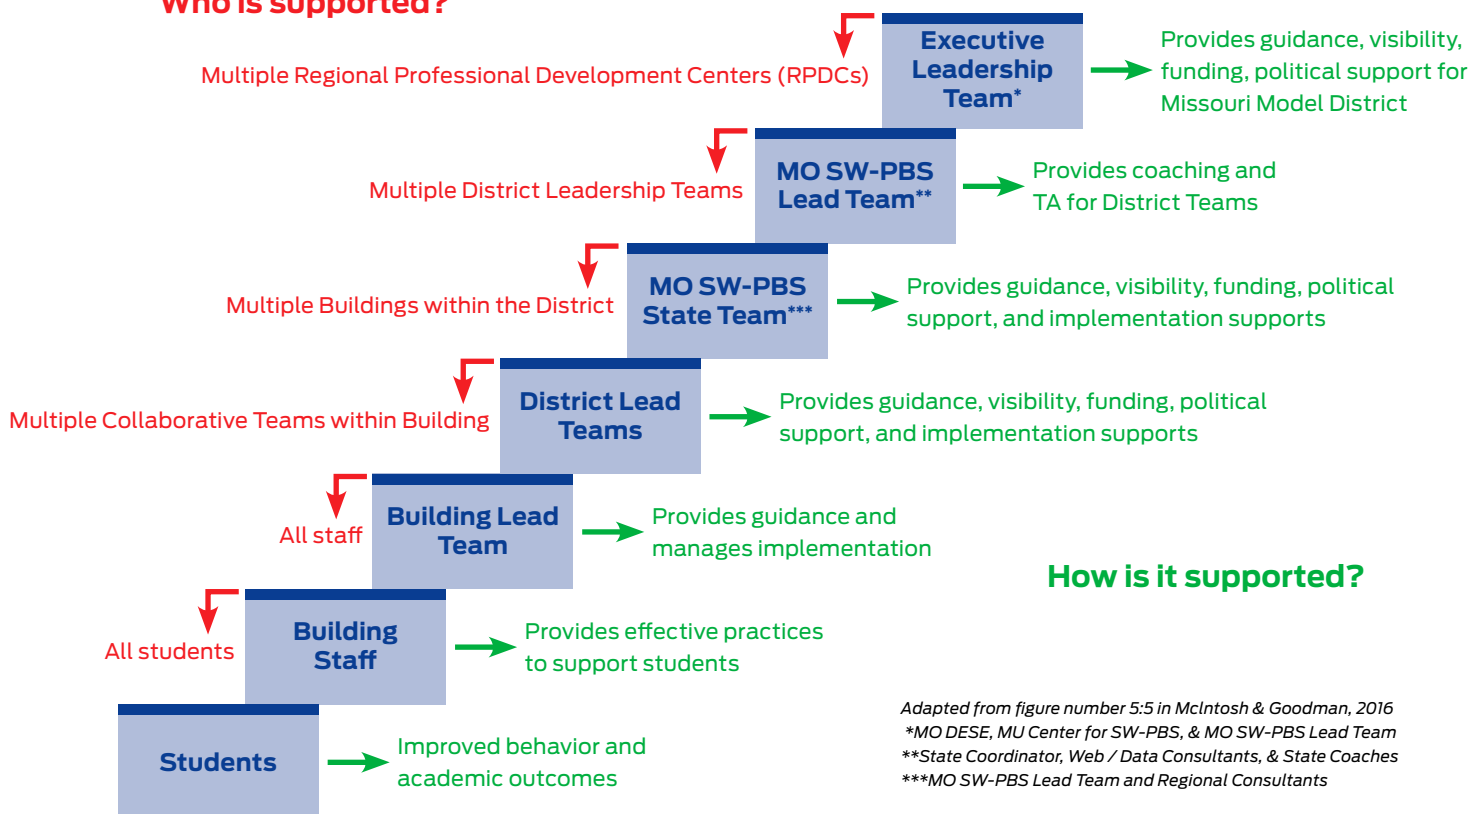 Who is supported?
Multiple Regional Professional Development Centers (RPDCs)
Executive
Leadership
Team*
Provides guidance, visibility,
funding, political support for
Missouri Model District
Multiple District Leadership Teams
MO SW-PBS
Lead Team**
Provides coaching and
TA for District Teams
Multiple Buildings within the District
MO SW-PBS
State Team***
Provides guidance, visibility, funding, political
support, and implementation supports
Multiple Collaborative Teams within Building
District Lead
Teams
Provides guidance, visibility, funding, political
support, and implementation supports
All staff
Building Lead
Team
Provides guidance and
manages implementation
How is it supported?
All students
Building
Staff
Provides effective practices
to support students
Students
Improved behavior and
academic outcomes
Adapted from figure number 5:5 in McIntosh & Goodman, 2016
*MO DESE, MU Center for SW-PBS, & MO SW-PBS Lead Team
**State Coordinator, Web / Data Consultants, & State Coaches
***MO SW-PBS Lead Team and Regional Consultants